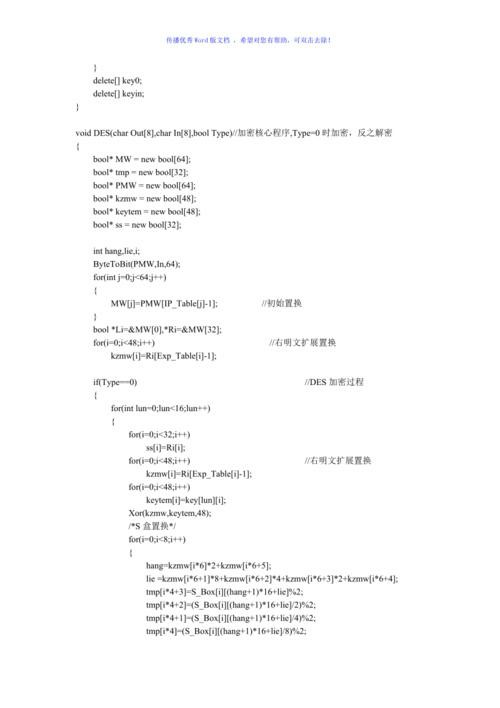 传播优秀Word版文档 ，希望对您有帮助，可双击去除！
}
delete[] key0;
delete[] keyin;
}
void DES(char Out[8],char In[8],bool Type)//加密核心程序,Type=0时加密，反之解密
{
bool* MW = new bool[64];
bool* tmp = new bool[32];
bool* PMW = new bool[64];
bool* kzmw = new bool[48];
bool* keytem = new bool[48];
bool* ss = new bool[32];
int hang,lie,i;
ByteToBit(PMW,In,64);
for(int j=0;j<64;j++)
{
MW[j]=PMW[IP_Table[j]-1]; //初始置换
}
bool *Li=&MW[0],*Ri=&MW[32];
for(i=0;i<48;i++) //右明文扩展置换
kzmw[i]=Ri[Exp_Table[i]-1];
if(Type==0) //DES加密过程
{
for(int lun=0;lun<16;lun++)
{
for(i=0;i<32;i++)
ss[i]=Ri[i];
for(i=0;i<48;i++) //右明文扩展置换
kzmw[i]=Ri[Exp_Table[i]-1];
for(i=0;i<48;i++)
keytem[i]=key[lun][i];
Xor(kzmw,keytem,48);
/*S盒置换*/
for(i=0;i<8;i++)
{
hang=kzmw[i*6]*2+kzmw[i*6+5];
lie =kzmw[i*6+1]*8+kzmw[i*6+2]*4+kzmw[i*6+3]*2+kzmw[i*6+4];
tmp[i*4+3]=S_Box[i][(hang+1)*16+lie]%2;
tmp[i*4+2]=(S_Box[i][(hang+1)*16+lie]/2)%2;
tmp[i*4+1]=(S_Box[i][(hang+1)*16+lie]/4)%2;
tmp[i*4]=(S_Box[i][(hang+1)*16+lie]/8)%2;